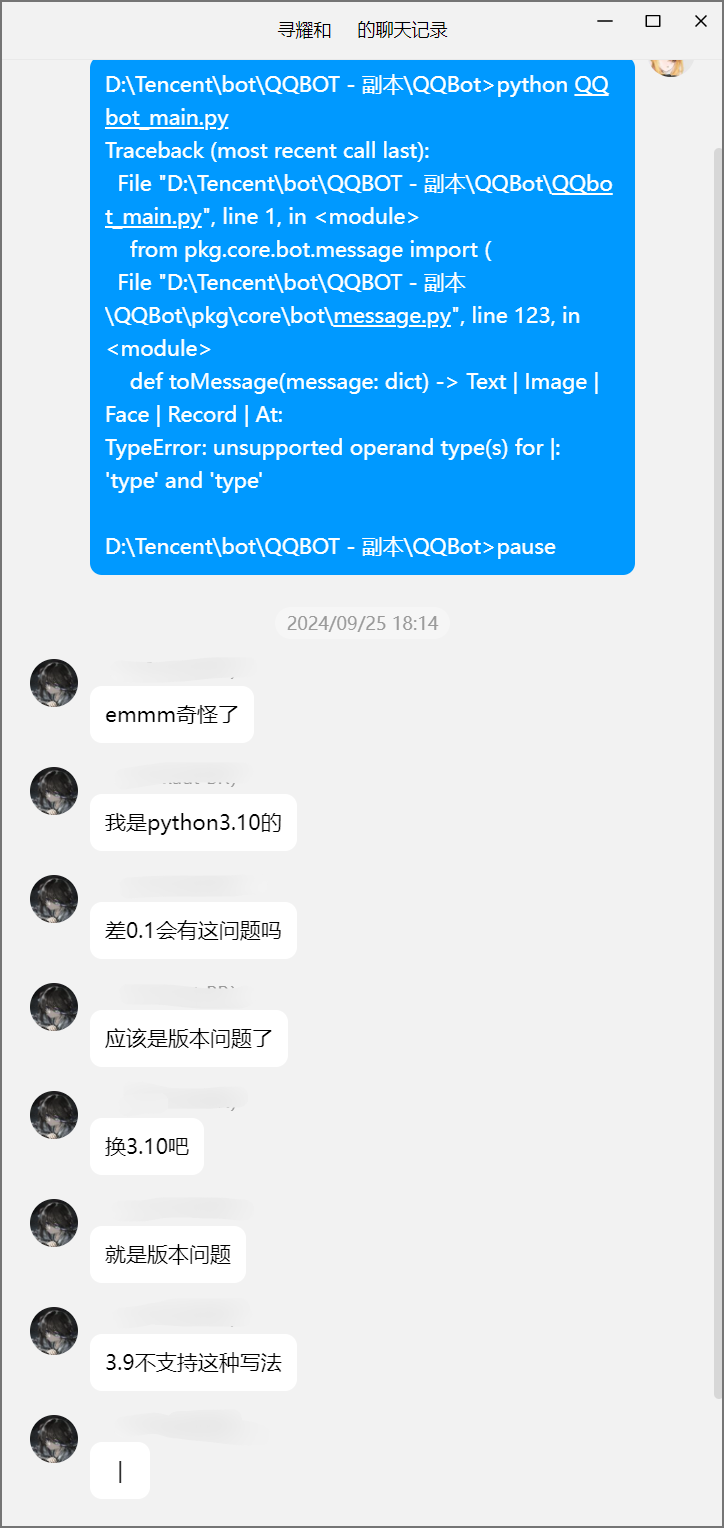 寻耀和 的聊天记录
D:\Tencent\bot\QQBOT - 副本\QQBot>python QQ
bot_main.py
Traceback (most recent call last):
  File "D:\Tencent\bot\QQBOT - 副本\QQBot\QQbo
t_main.py", line 1, in <module>
    from pkg.core.bot.message import (
  File "D:\Tencent\bot\QQBOT - 副本
\QQBot\pkg\core\bot\message.py", line 123, in
<module>
    def toMessage(message: dict) -> Text | Image |
Face | Record | At:
TypeError: unsupported operand type(s) for |:
'type' and 'type'
D:\Tencent\bot\QQBOT - 副本\QQBot>pause
2024/09/25 18:14
emmm奇怪了
我是python3.10的
差0.1会有这问题吗
应该是版本问题了
换3.10吧
就是版本问题
3.9不支持这种写法
|